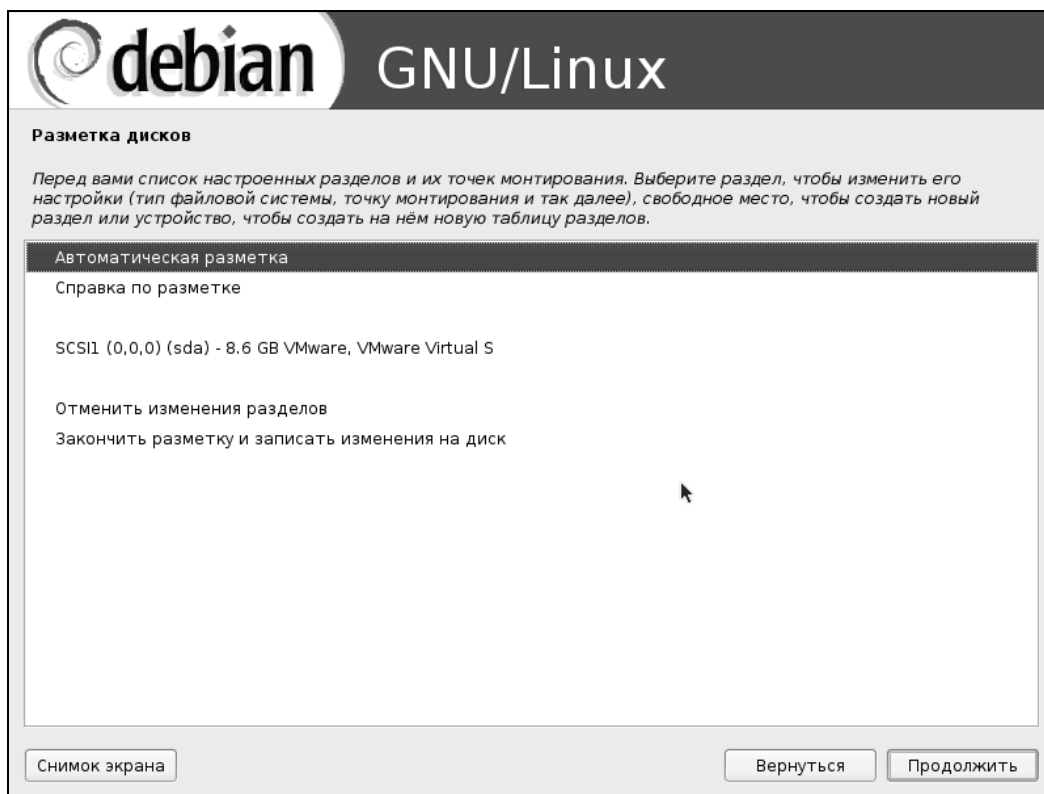 debian GNU/Linux
Разметка дисков
Перед вами список настроенных разделов и их точек монтирования. Выберите раздел, чтобы изменить его
настройки (тип файловой системы, точку монтирования и так далее), свободное место, чтобы создать новый
раздел или устройство, чтобы создать на нём новую таблицу разделов.
Автоматическая разметка
Справка по разметке
SCSI1 (0,0,0) (sda) - 8.6 GB VMware, VMware Virtual S
Отменить изменения разделов
Закончить разметку и записать изменения на диск
Снимок экрана Вернуться Продолжить